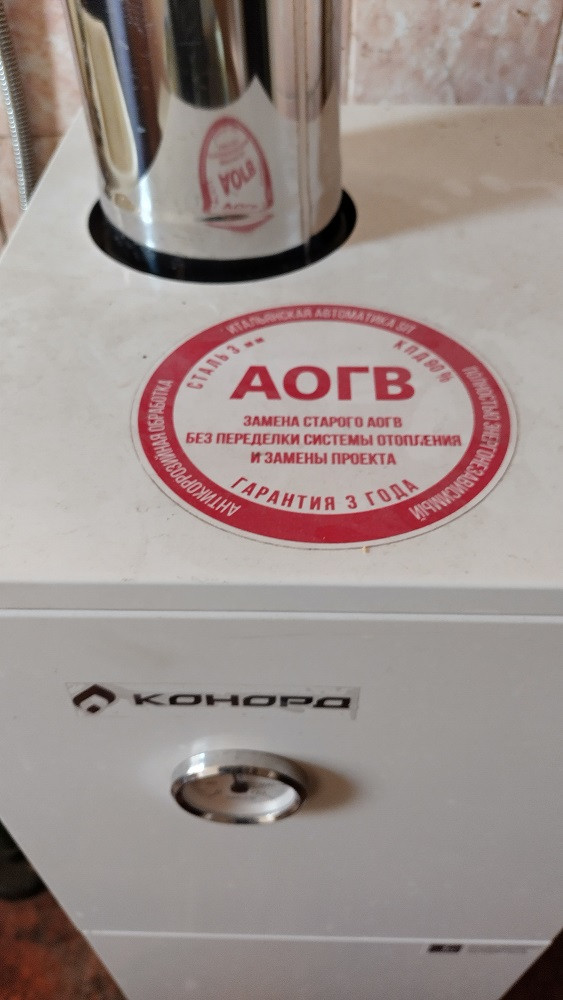 ИТАЛЬЯНСКАЯ АВТОМАТИКА SIT
СТАЛЬ 3 мм
КПД 90 %
АНТИКОРРОЗИЙНАЯ ОБРАБОТКА
ПОЛНОСТЬЮ ЭНЕРГОНЕЗАВИСИМЫЙ
АОГВ
ЗАМЕНА СТАРОГО АОГВ
БЕЗ ПЕРЕДЕЛКИ СИСТЕМЫ ОТОПЛЕНИЯ
И ЗАМЕНЫ ПРОЕКТА
ГАРАНТИЯ 3 ГОДА
КОНОРД